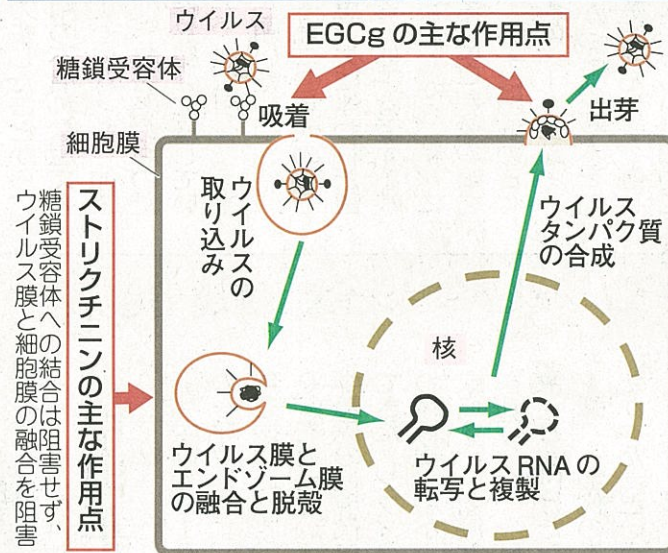 ウイルス
EGCgの主な作用点
糖鎖受容体
吸着
出芽
細胞膜
ウイルスの
取り込み
ウイルス
タンパク質
の合成
核
ストリクチニンの主な作用点
糖鎖受容体への結合は阻害せず、
ウイルス膜と細胞膜の融合を阻害
ウイルス膜と
エンドゾーム膜
の融合と脱殻
ウイルスRNAの
転写と複製